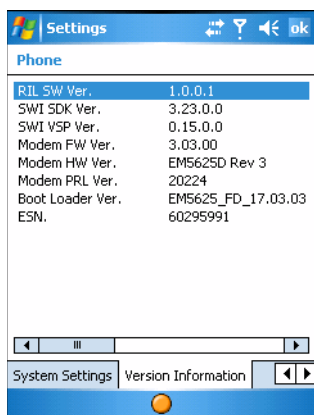 Settings ok
Phone
RIL SW Ver. 1.0.0.1
SWI SDK Ver. 3.23.0.0
SWI VSP Ver. 0.15.0.0
Modem FW Ver. 3.03.00
Modem HW Ver. EM5625D Rev 3
Modem PRL Ver. 20224
Boot Loader Ver. EM5625_FD_17.03.03
ESN. 60295991
System Settings Version Information